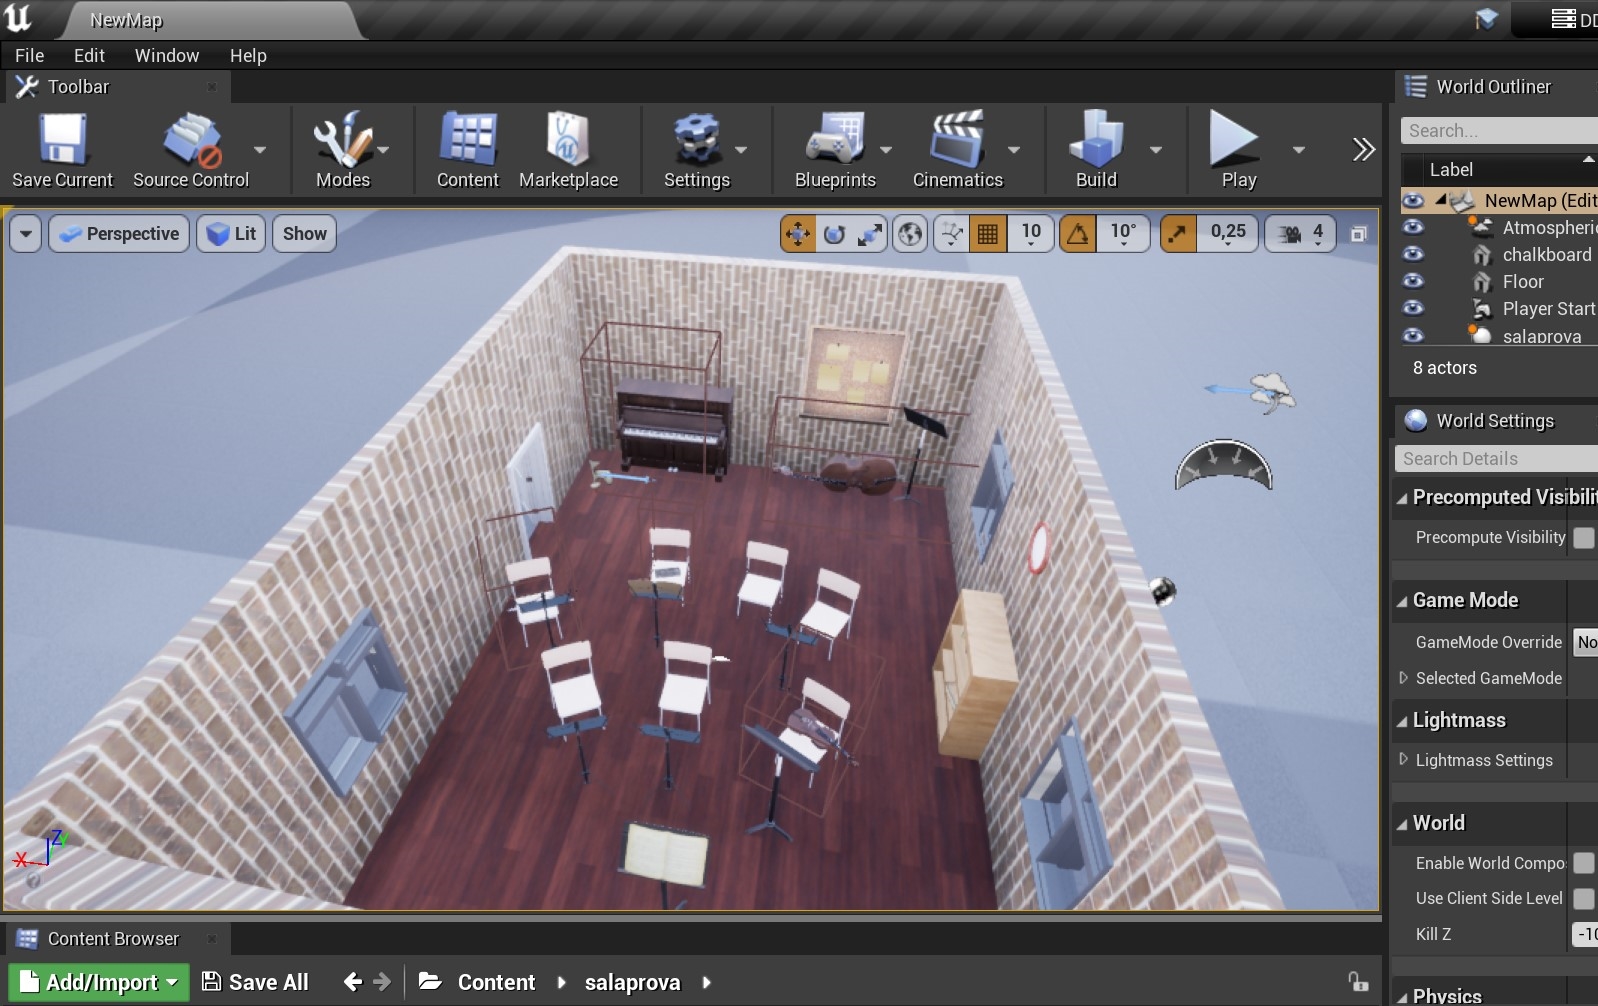 NewMap
File Edit Window Help
Toolbar
Save Current Source Control Modes Content Marketplace Settings Blueprints Cinematics Build Play
Perspective Lit Show 10 10° 0,25 4
X Z
World Outliner
Search...
Label
NewMap (Edit
Atmospheric
chalkboard
Floor
Player Start
salaprova
8 actors
World Settings
Search Details
Precomputed Visibilit
Precompute Visibility
Game Mode
GameMode Override No
Selected GameMode
Lightmass
Lightmass Settings
World
Enable World Compo
Use Client Side Level
Kill Z -10
Physics
Content Browser
Add/Import Save All Content salaprova